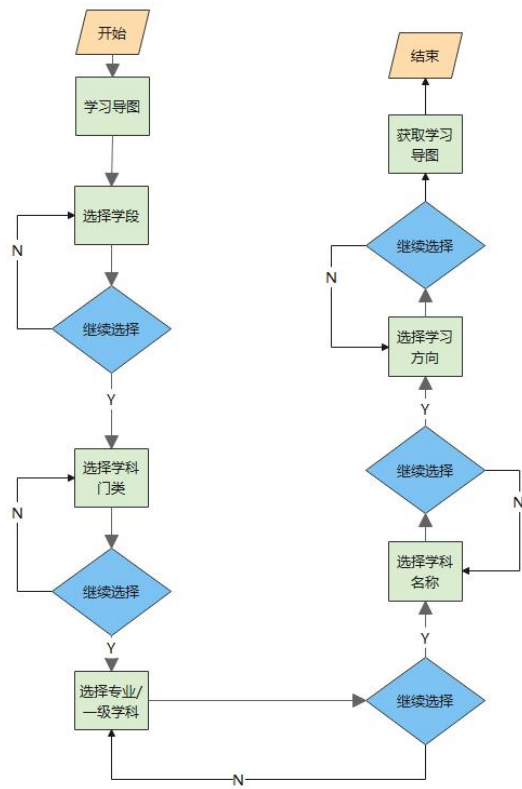 开始
学习导图
选择学段
N
继续选择
Y
选择学科
门类
N
继续选择
Y
选择专业/
一级学科
N
继续选择
Y
选择学科
名称
N
继续选择
Y
选择学习
方向
N
继续选择
获取学习
导图
结束